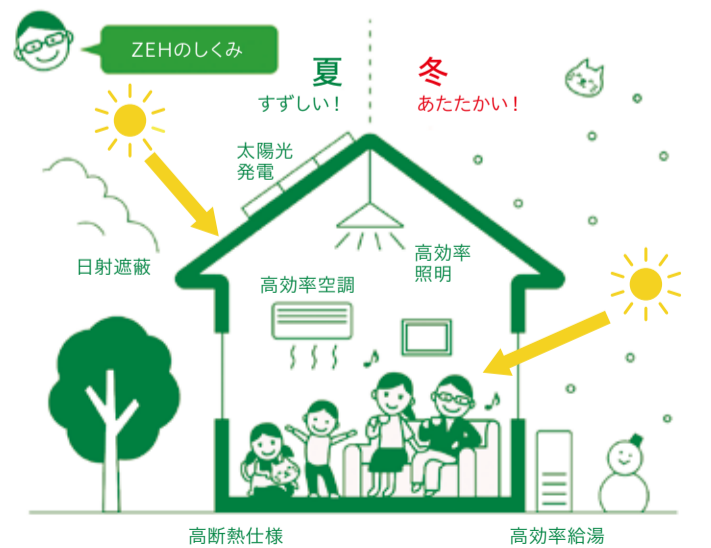 ZEHのしくみ
夏
すずしい！
冬
あたたかい！
太陽光
発電
日射遮蔽
高効率空調
高効率
照明
高断熱仕様
高効率給湯